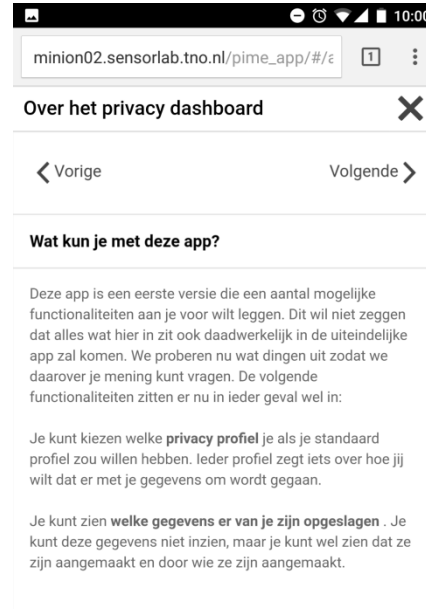 10:00
minion02.sensorlab.tno.nl/pime_app/#/a
1
Over het privacy dashboard
Vorige
Volgende
Wat kun je met deze app?
Deze app is een eerste versie die een aantal mogelijke
functionaliteiten aan je voor wilt leggen. Dit wil niet zeggen
dat alles wat hier in zit ook daadwerkelijk in de uiteindelijke
app zal komen. We proberen nu wat dingen uit zodat we
daarover je mening kunt vragen. De volgende
functionaliteiten zitten er nu in ieder geval wel in:
Je kunt kiezen welke privacy profiel je als je standaard
profiel zou willen hebben. Ieder profiel zegt iets over hoe jij
wilt dat er met je gegevens om wordt gegaan.
Je kunt zien welke gegevens er van je zijn opgeslagen . Je
kunt deze gegevens niet inzien, maar je kunt wel zien dat ze
zijn aangemaakt en door wie ze zijn aangemaakt.